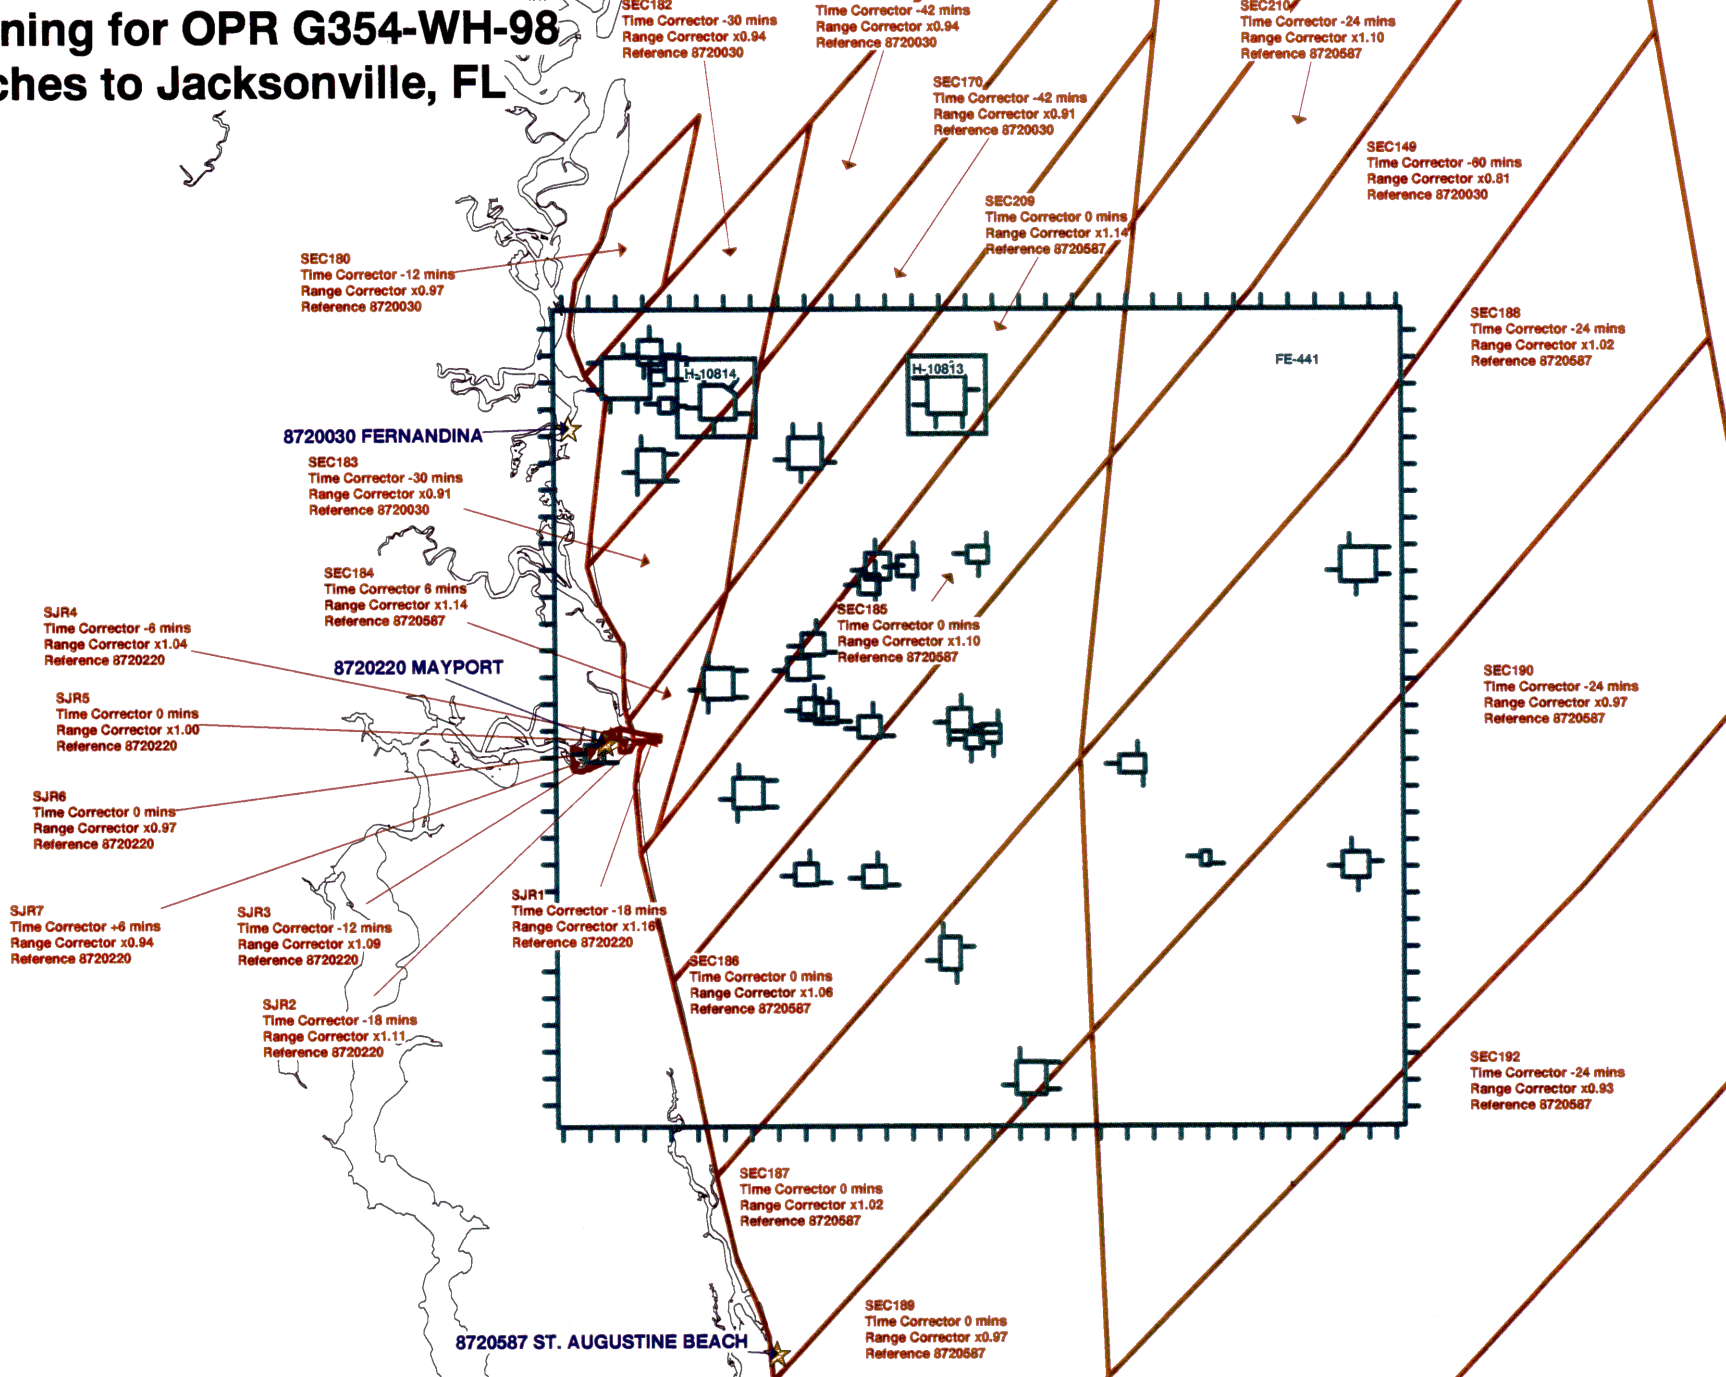 ning for OPR G354-WH-98
ches to Jacksonville, FL
SEC182
Time Corrector -30 mins
Range Corrector x0.94
Reference 8720030
Time Corrector -42 mins
Range Corrector x0.94
Reference 8720030
SEC210
Time Corrector -24 mins
Range Corrector x1.10
Reference 8720587
SEC170
Time Corrector -42 mins
Range Corrector x0.91
Reference 8720030
SEC149
Time Corrector -60 mins
Range Corrector x0.81
Reference 8720030
SEC209
Time Corrector 0 mins
Range Corrector x1.14
Reference 8720587
SEC180
Time Corrector -12 mins
Range Corrector x0.97
Reference 8720030
SEC188
Time Corrector -24 mins
Range Corrector x1.02
Reference 8720587
H-10814
H-10813
FE-441
8720030 FERNANDINA
SEC183
Time Corrector -30 mins
Range Corrector x0.91
Reference 8720030
SEC184
Time Corrector 6 mins
Range Corrector x1.14
Reference 8720587
SEC185
Time Corrector 0 mins
Range Corrector x1.10
Reference 8720587
SJR4
Time Corrector -6 mins
Range Corrector x1.04
Reference 8720220
8720220 MAYPORT
SEC190
Time Corrector -24 mins
Range Corrector x0.97
Reference 8720587
SJR5
Time Corrector 0 mins
Range Corrector x1.00
Reference 8720220
SJR6
Time Corrector 0 mins
Range Corrector x0.97
Reference 8720220
SJR7
Time Corrector +6 mins
Range Corrector x0.94
Reference 8720220
SJR3
Time Corrector -12 mins
Range Corrector x1.09
Reference 8720220
SJR1
Time Corrector -18 mins
Range Corrector x1.16
Reference 8720220
SEC186
Time Corrector 0 mins
Range Corrector x1.06
Reference 8720587
SJR2
Time Corrector -18 mins
Range Corrector x1.11
Reference 8720220
SEC192
Time Corrector -24 mins
Range Corrector x0.93
Reference 8720587
SEC187
Time Corrector 0 mins
Range Corrector x1.02
Reference 8720587
SEC189
Time Corrector 0 mins
Range Corrector x0.97
Reference 8720587
8720587 ST. AUGUSTINE BEACH